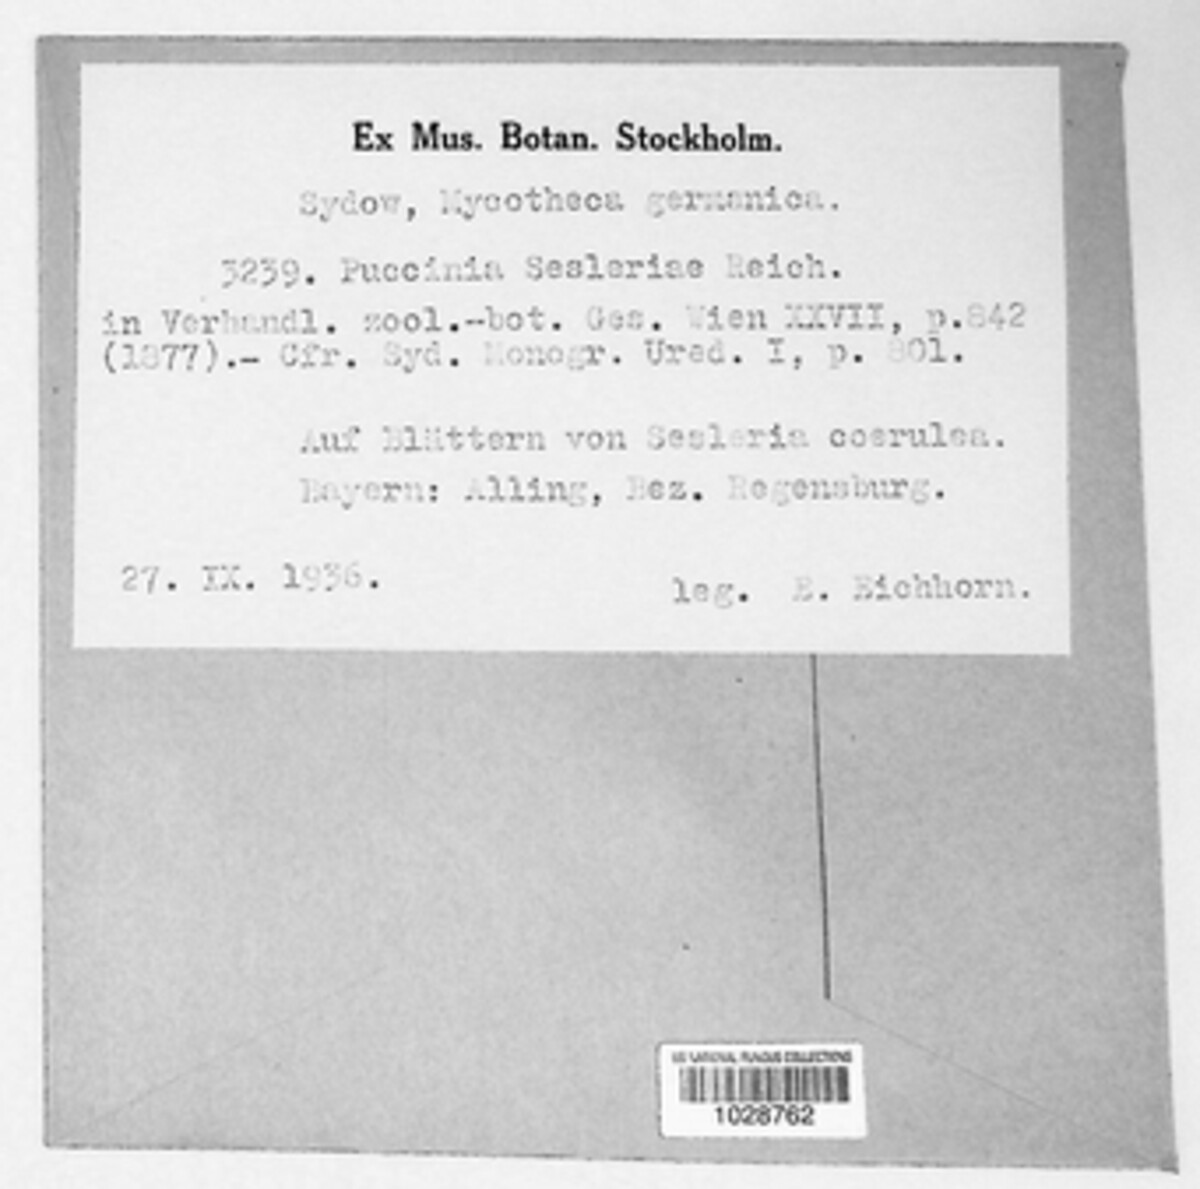 Ex Mus. Botan. Stockholm.
Sydow, Mycotheca germanica.
3239. Puccinia Sesleriae Reich.
in Verhandl. zool.-bot. Ges. Wien XXVII, p.842
(1877).- Cfr. Syd. Monogr. Ured. I, p. 801.
Auf Blättern von Sesleria coerulea.
Bayern: Alling, Bez. Regensburg.
27. IX. 1936.
leg. E. Eichhorn.
US NATIONAL FUNGUS COLLECTIONS
1028762